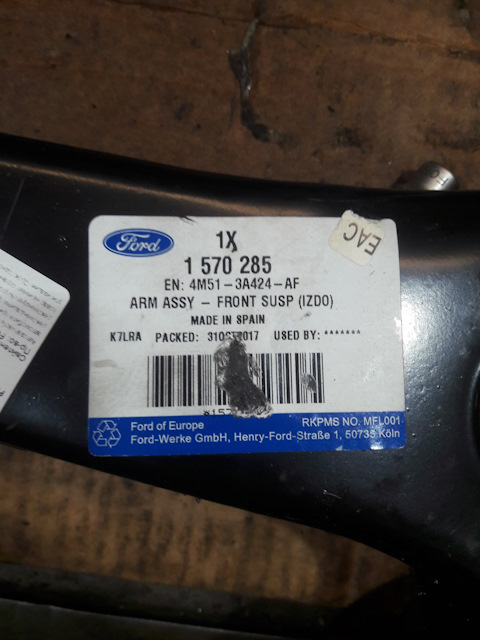 Ford
1X
1 570 285
EAC
EN: 4M51-3A424-AF
ARM ASSY - FRONT SUSP (IZDO)
MADE IN SPAIN
K7LRA PACKED: 31OCT2017 USED BY: *******
Ford of Europe
RKPMS NO. MFL001
Ford-Werke GmbH, Henry-Ford-Straße 1, 50735 Köln